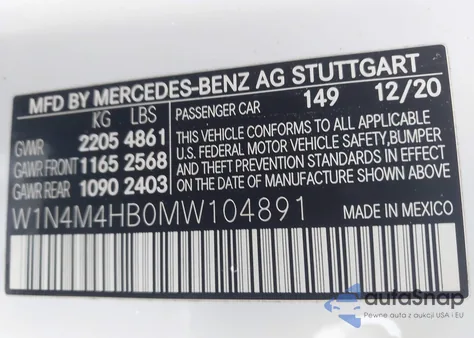 MFD BY MERCEDES-BENZ AG STUTTGART
KG LBS PASSENGER CAR 149 12/20
GVWR 2205 4861
GAWR FRONT 1165 2568
GAWR REAR 1090 2403
THIS VEHICLE CONFORMS TO ALL APPLICABLE
U.S. FEDERAL MOTOR VEHICLE SAFETY, BUMPER
AND THEFT PREVENTION STANDARDS IN EFFECT
ON THE DATE OF MANUFACTURE SHOWN ABOVE.
W1N4M4HB0MW104891 MADE IN MEXICO
autaSnap
Pewne auta z aukcji USA i EU